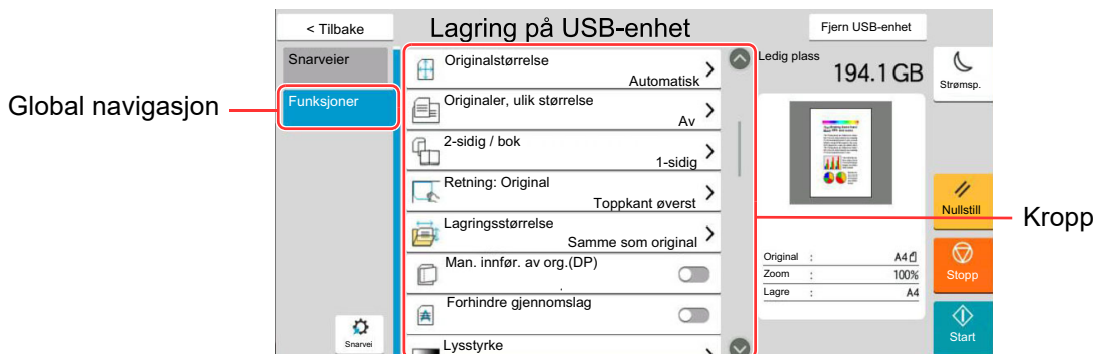 < Tilbake
Lagring på USB-enhet
Fjern USB-enhet
Snarveier
Funksjoner
Global navigasjon
Originalstørrelse
Automatisk
Originaler, ulik størrelse
Av
2-sidig / bok
1-sidig
Retning: Original
Toppkant øverst
Lagringsstørrelse
Samme som original
Man. innfør. av org.(DP)
Forhindre gjennomslag
Lysstyrke
Snarvei
Ledig plass
194.1 GB
Original : A4
Zoom : 100%
Lagre : A4
Strømsp.
Nullstill
Kropp
Stopp
Start